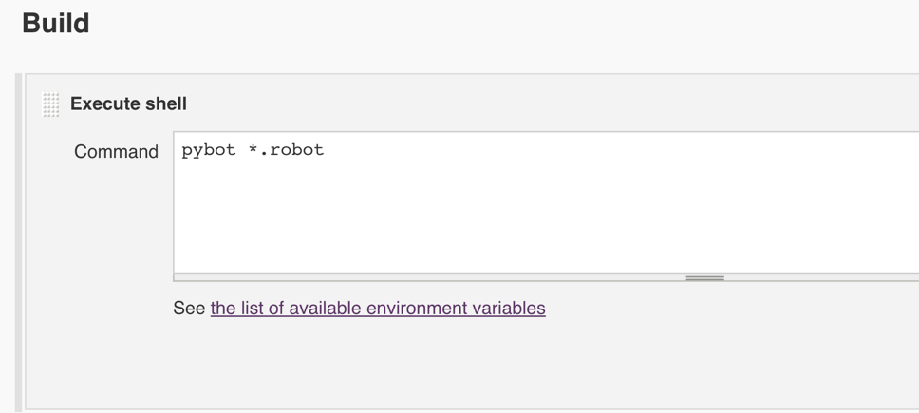 Build
Execute shell
Command
pybot *.robot
See the list of available environment variables